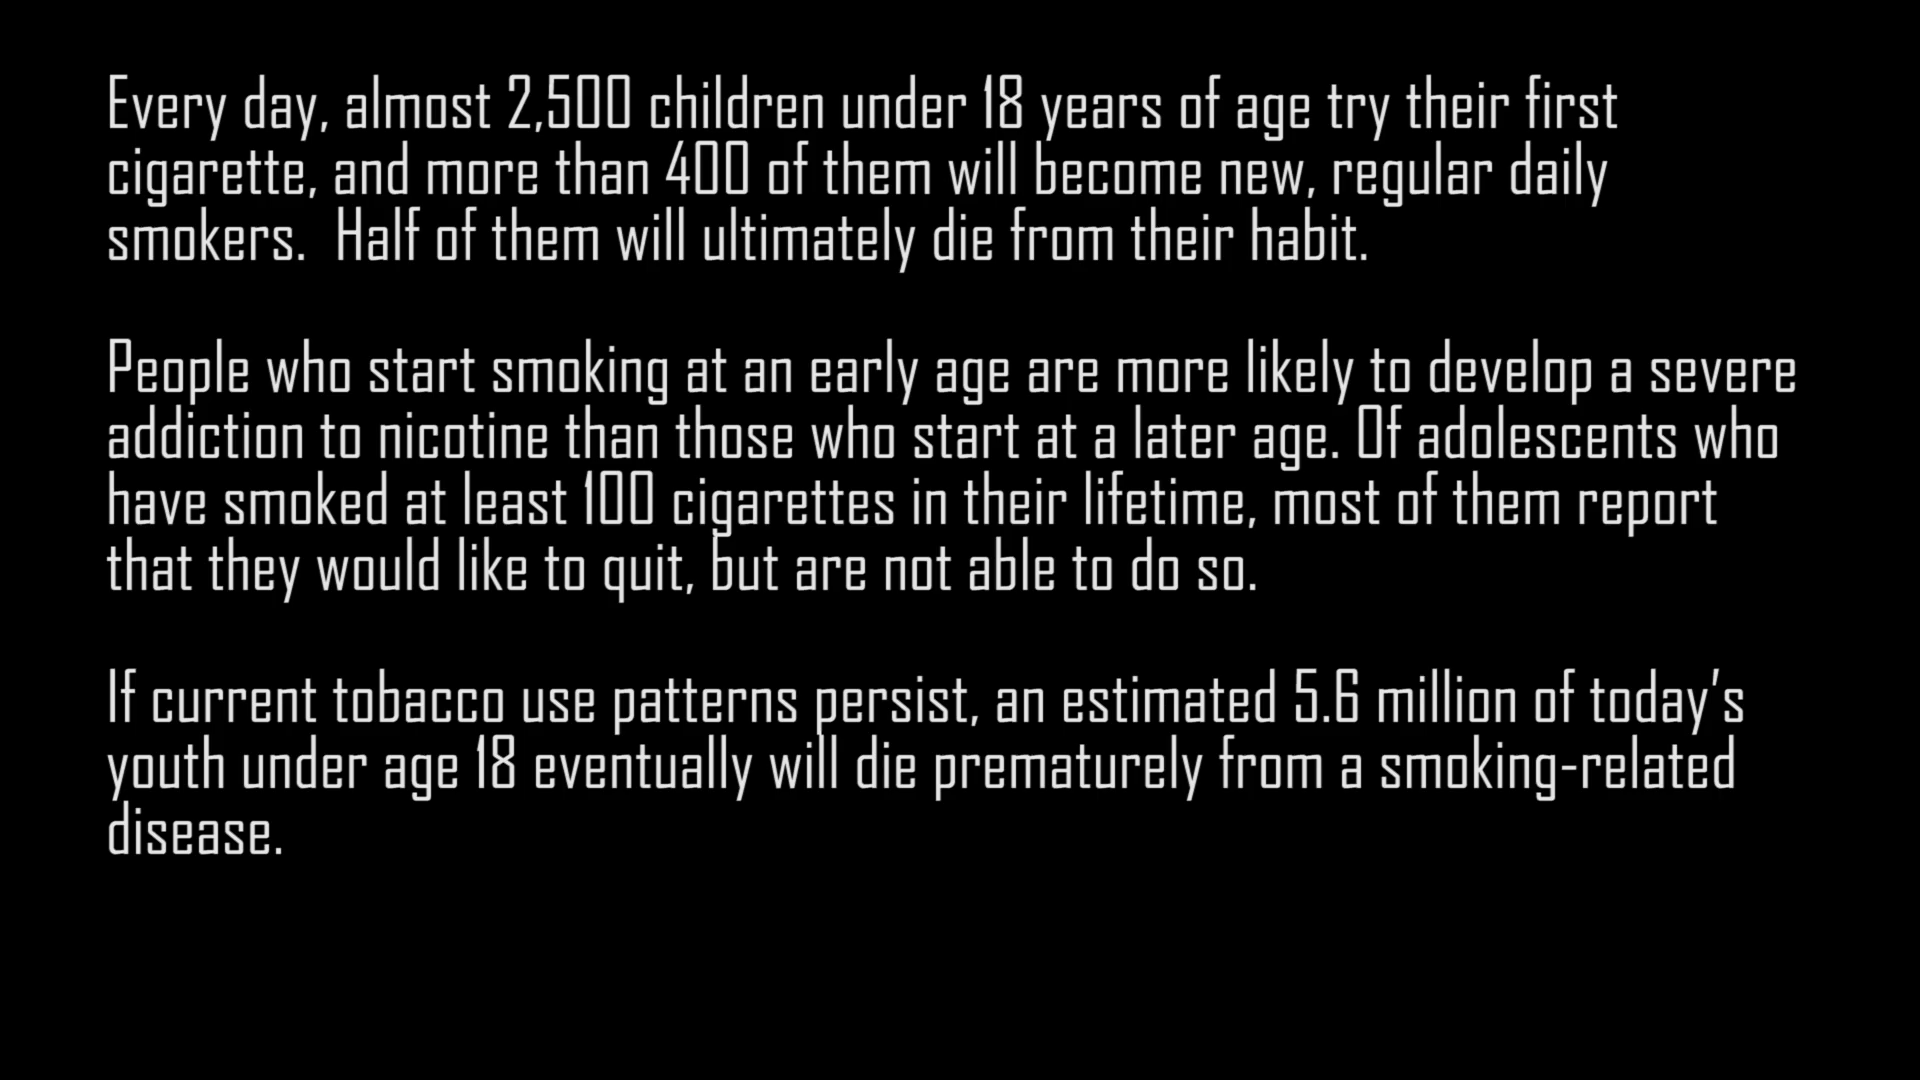 Every day, almost 2,500 children under 18 years of age try their first
cigarette, and more than 400 of them will become new, regular daily
smokers.  Half of them will ultimately die from their habit.
People who start smoking at an early age are more likely to develop a severe
addiction to nicotine than those who start at a later age. Of adolescents who
have smoked at least 100 cigarettes in their lifetime, most of them report
that they would like to quit, but are not able to do so.
If current tobacco use patterns persist, an estimated 5.6 million of today's
youth under age 18 eventually will die prematurely from a smoking-related
disease.